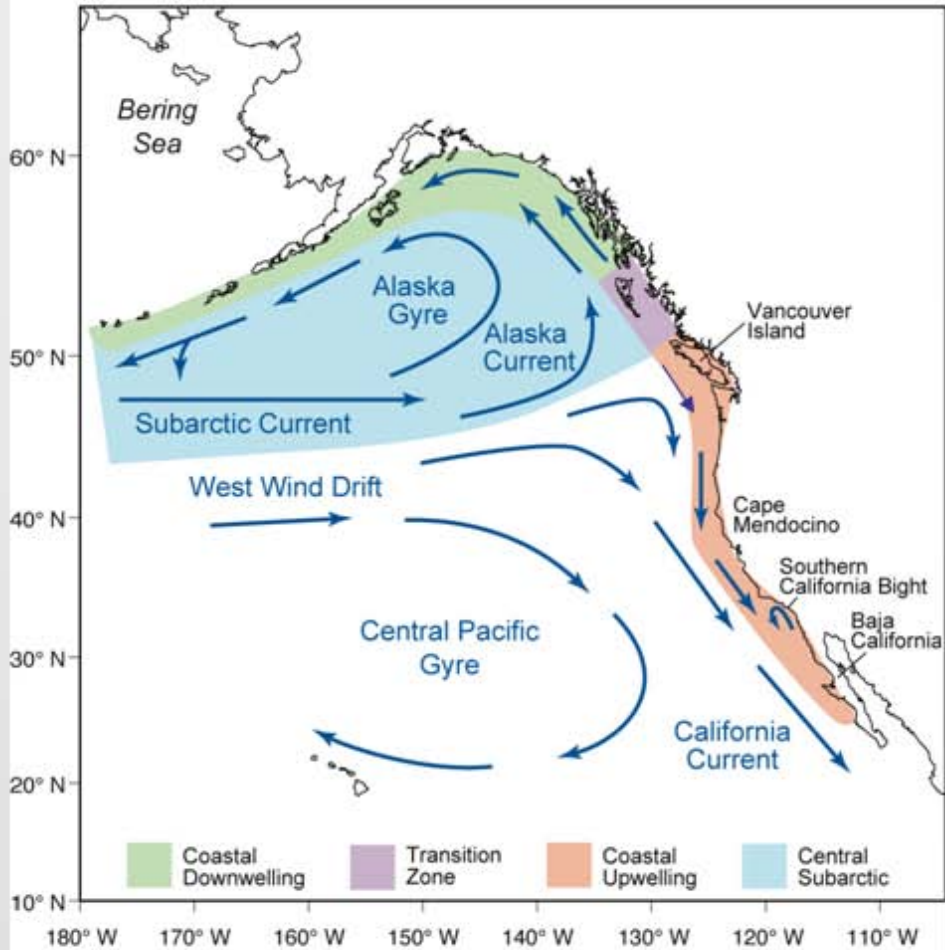 Bering
Sea
60° N
Alaska
Gyre
Vancouver
Island
Alaska
Current
50° N
Subarctic Current
West Wind Drift
Cape
Mendocino
40° N
Southern
California Bight
Baja
California
Central Pacific
Gyre
30° N
California
Current
20° N
Coastal
Downwelling
Transition
Zone
Coastal
Upwelling
Central
Subarctic
10° N
180° W 170° W 160° W 150° W 140° W 130° W 120° W 110° W